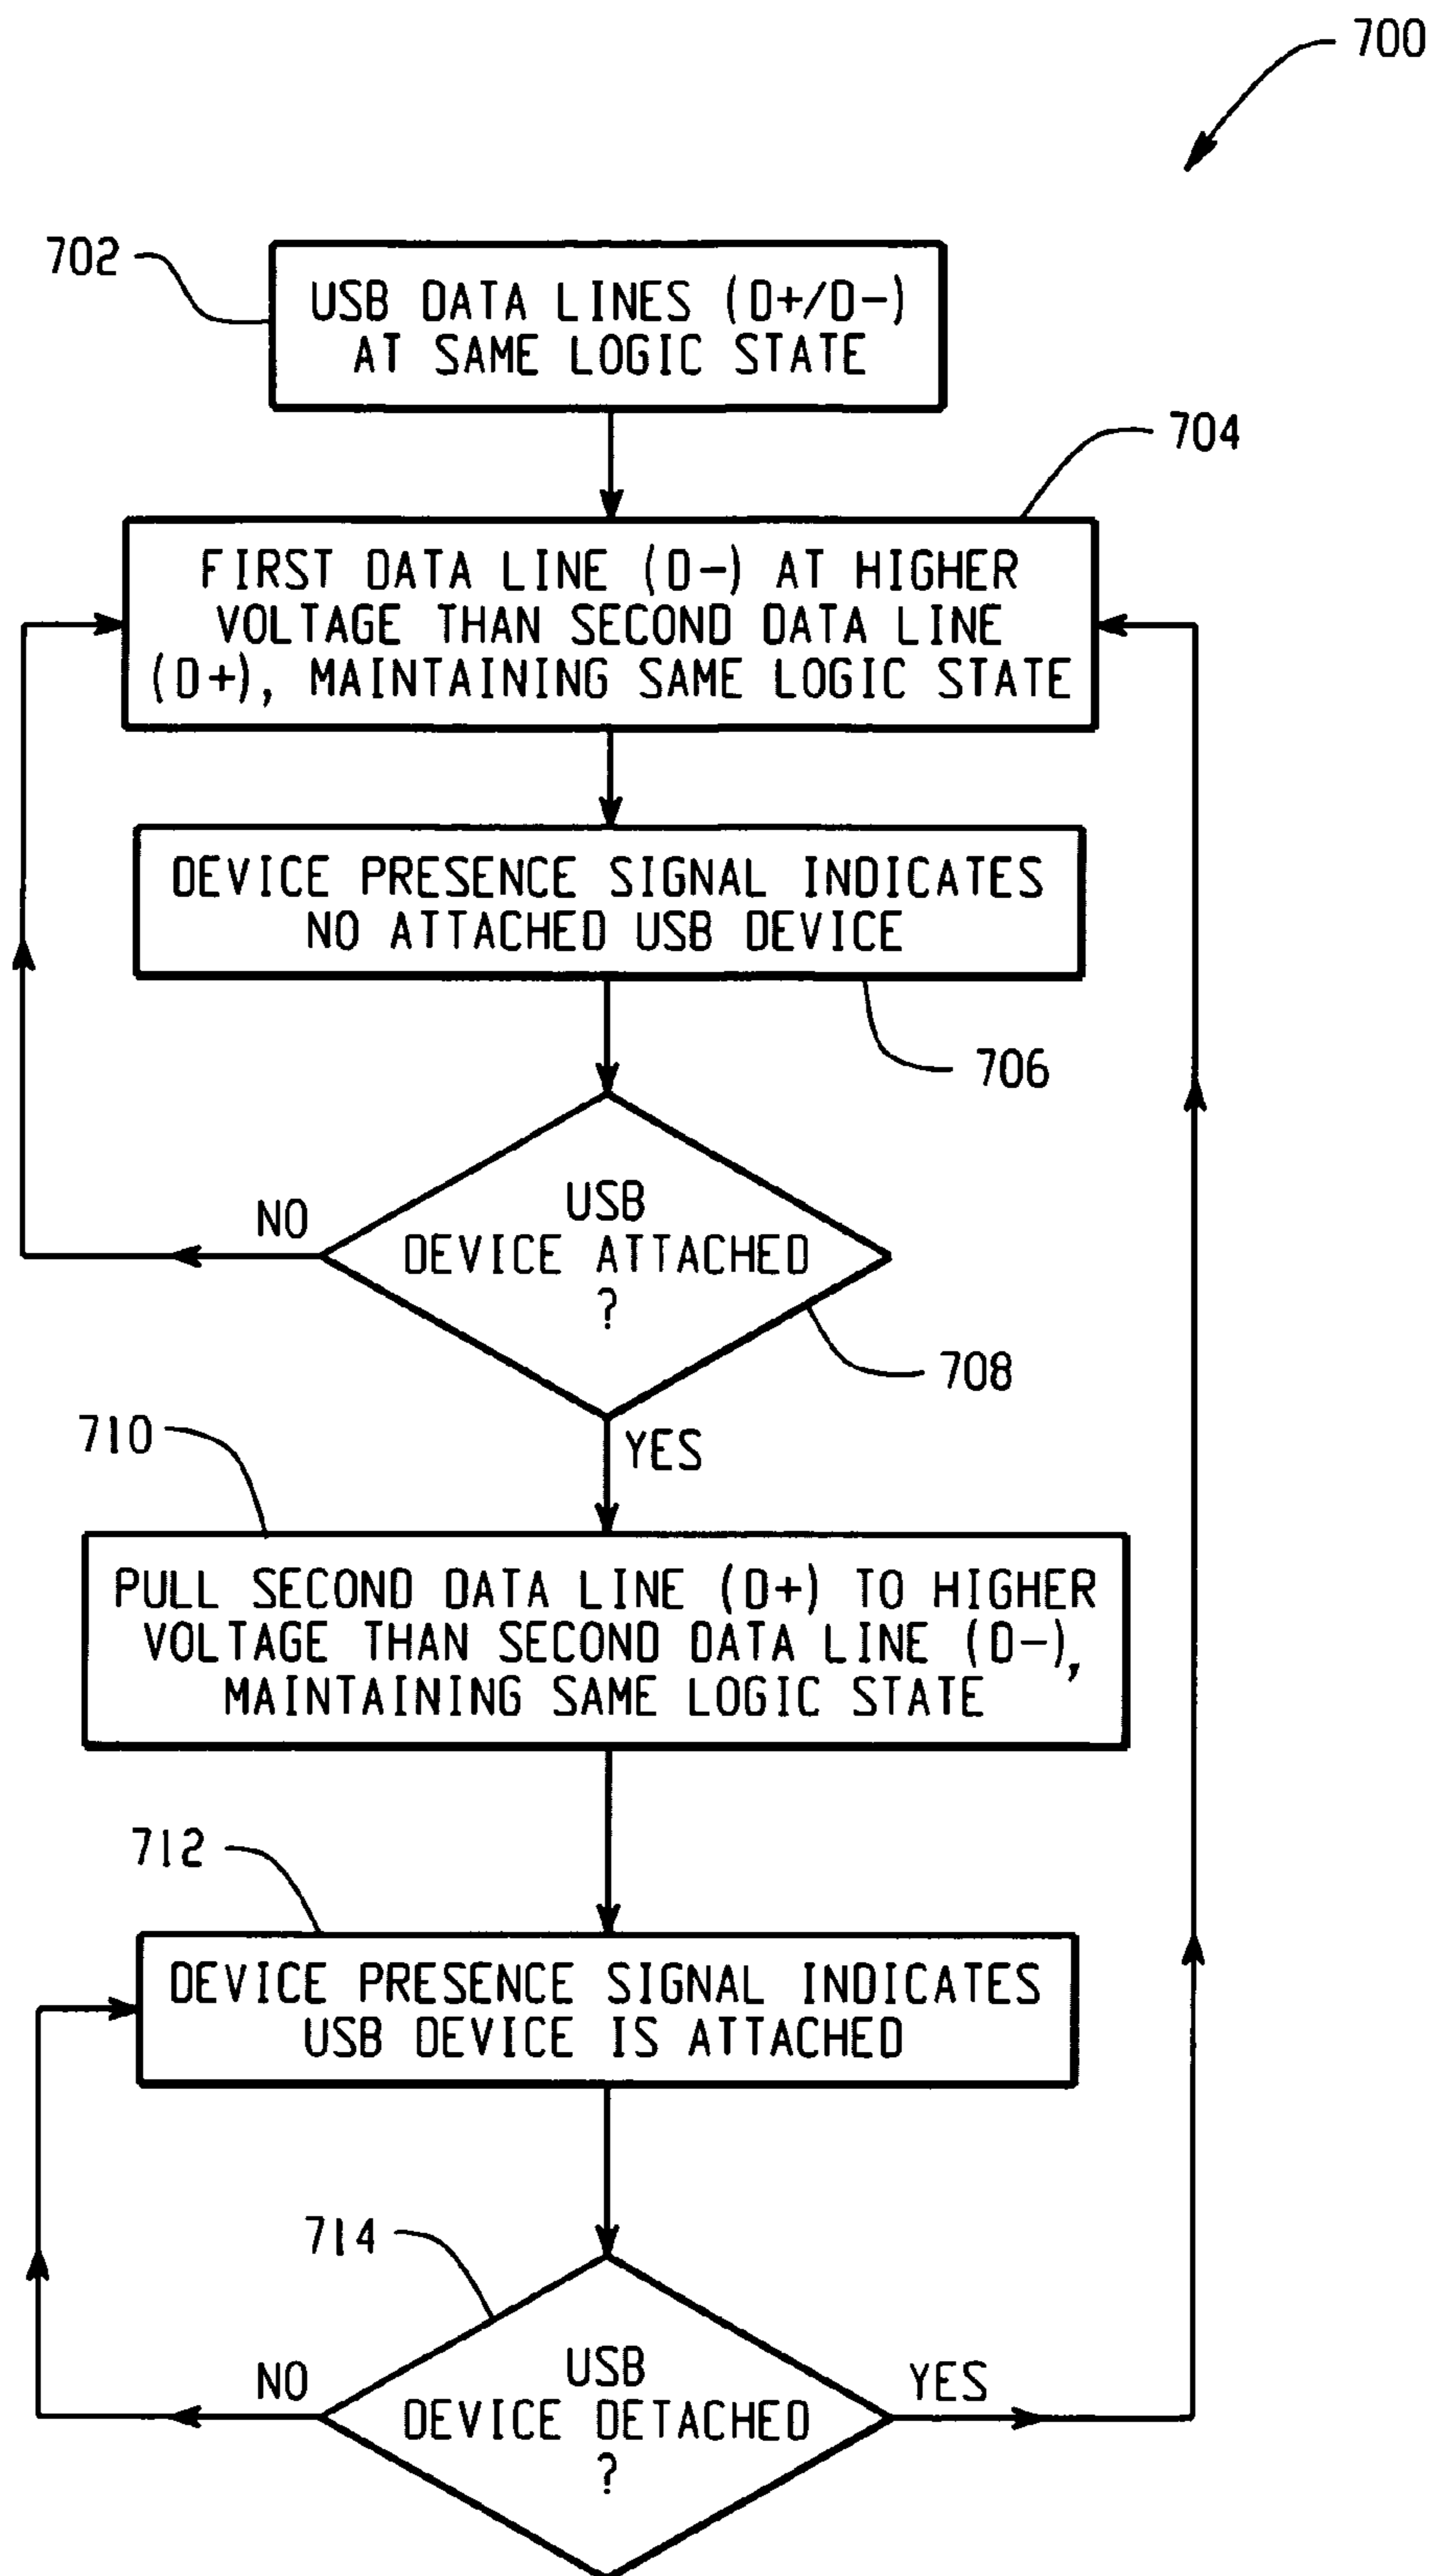 700
702
USB DATA LINES (D+/D-)
AT SAME LOGIC STATE
704
FIRST DATA LINE (D-) AT HIGHER
VOLTAGE THAN SECOND DATA LINE
(D+), MAINTAINING SAME LOGIC STATE
DEVICE PRESENCE SIGNAL INDICATES
NO ATTACHED USB DEVICE
706
USB
DEVICE ATTACHED
?
NO
708
YES
710
PULL SECOND DATA LINE (D+) TO HIGHER
VOLTAGE THAN SECOND DATA LINE (D-),
MAINTAINING SAME LOGIC STATE
712
DEVICE PRESENCE SIGNAL INDICATES
USB DEVICE IS ATTACHED
714
USB
DEVICE DETACHED
?
NO
YES